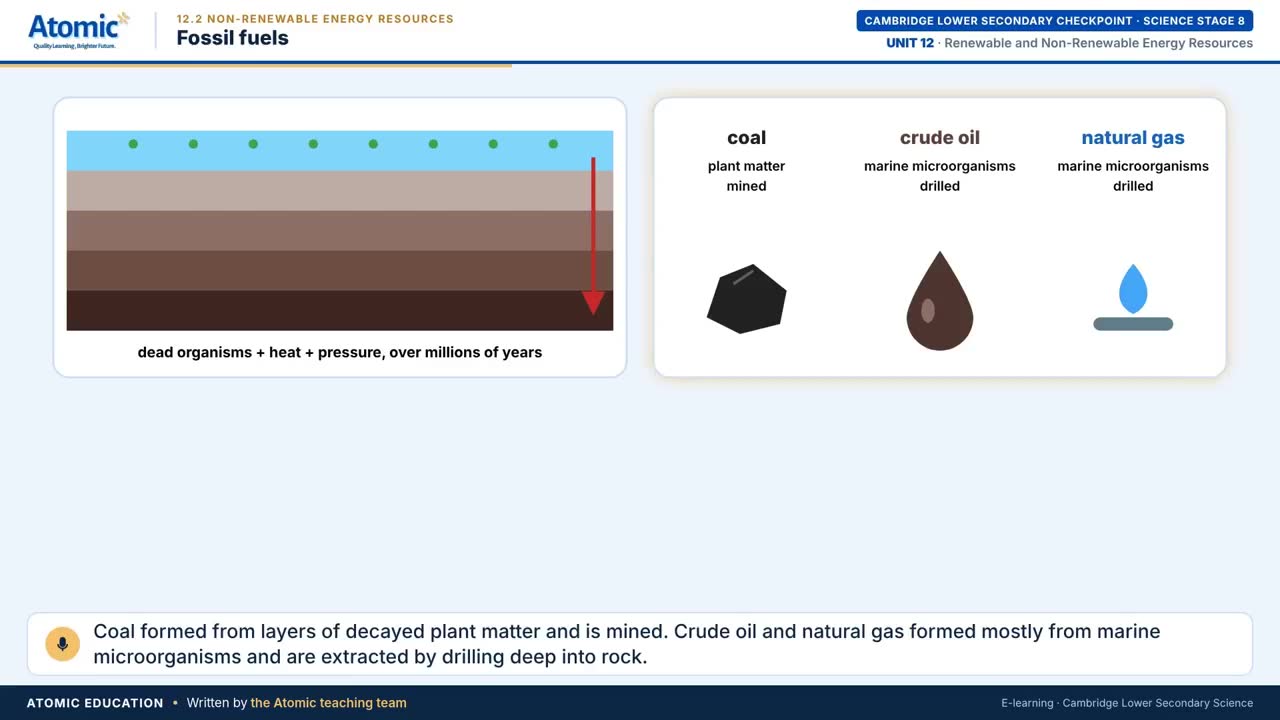 Atomic
Quality Learning, Brighter Future.
12.2 NON-RENEWABLE ENERGY RESOURCES
Fossil fuels
CAMBRIDGE LOWER SECONDARY CHECKPOINT · SCIENCE STAGE 8
UNIT 12 · Renewable and Non-Renewable Energy Resources
dead organisms + heat + pressure, over millions of years
coal
plant matter
mined
crude oil
marine microorganisms
drilled
natural gas
marine microorganisms
drilled
Coal formed from layers of decayed plant matter and is mined. Crude oil and natural gas formed mostly from marine
microorganisms and are extracted by drilling deep into rock.
ATOMIC EDUCATION • Written by the Atomic teaching team
E-learning · Cambridge Lower Secondary Science